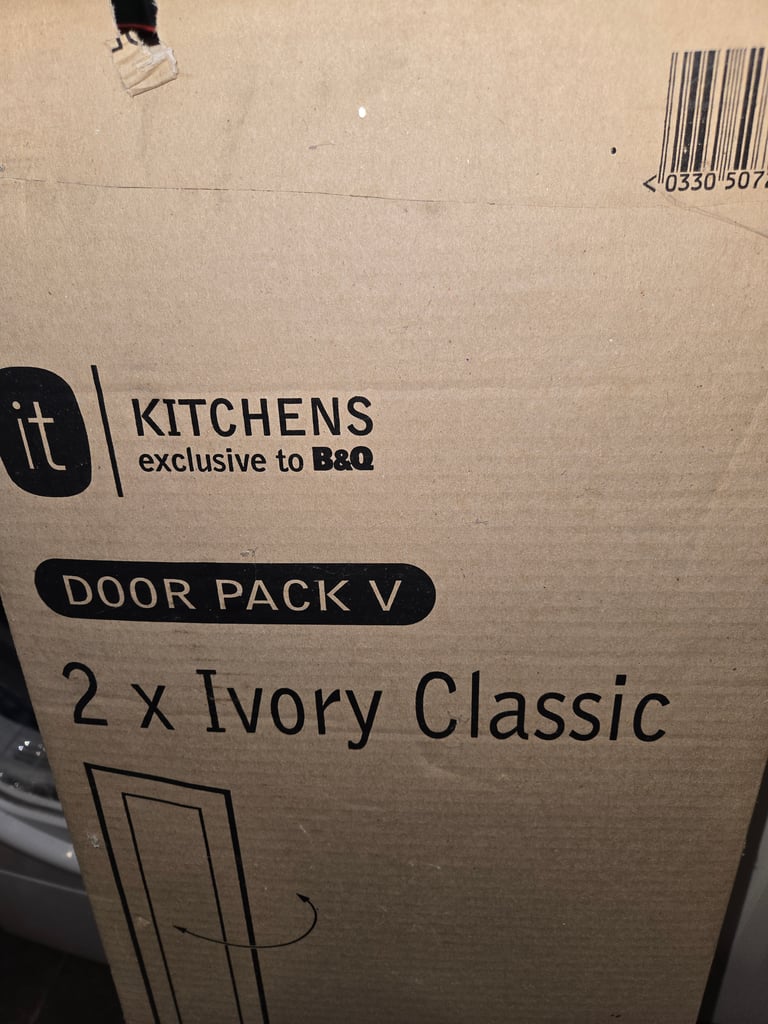 < 0330 507
it
KITCHENS
exclusive to B&Q
DOOR PACK V
2 x Ivory Classic